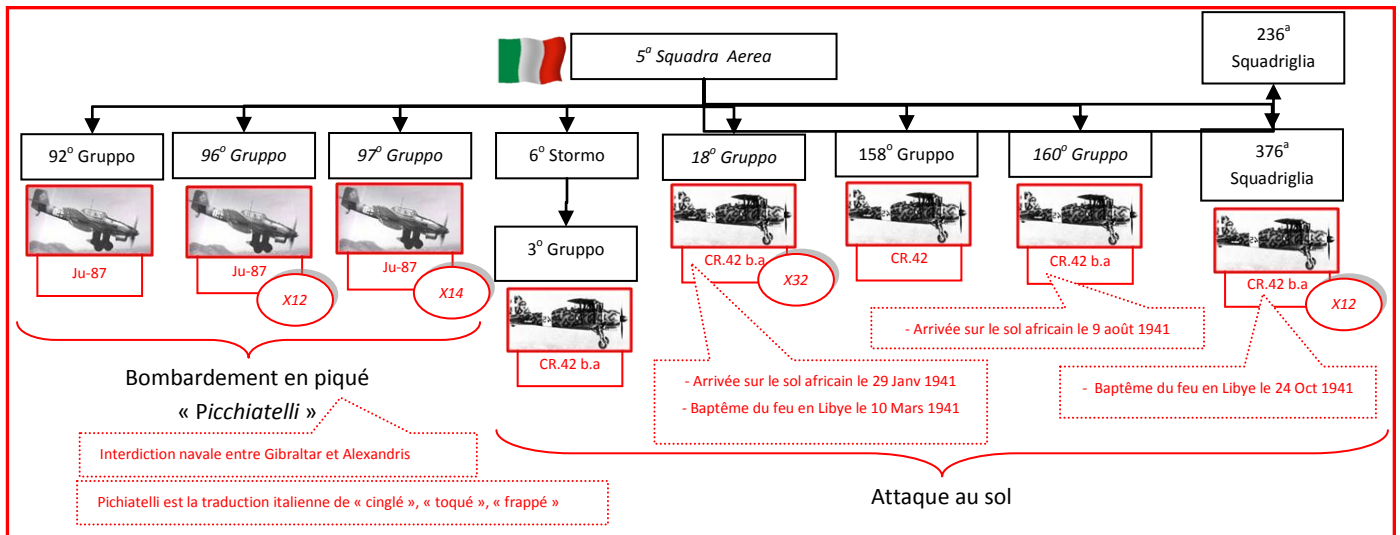 5ª Squadra Aerea
236ª
Squadriglia
92° Gruppo
96° Gruppo
97° Gruppo
6° Stormo
18° Gruppo
158° Gruppo
160° Gruppo
376ª
Squadriglia
Ju-87
Ju-87
X12
Ju-87
X14
3° Gruppo
CR.42 b.a
CR.42 b.a
X32
CR.42
CR.42 b.a
CR.42 b.a
X12
- Arrivée sur le sol africain le 9 août 1941
- Arrivée sur le sol africain le 29 Janv 1941
- Baptême du feu en Libye le 10 Mars 1941
- Baptême du feu en Libye le 24 Oct 1941
Bombardement en piqué
« Picchiatelli »
Interdiction navale entre Gibraltar et Alexandris
Pichiatelli est la traduction italienne de « cinglé », « toqué », « frappé »
Attaque au sol